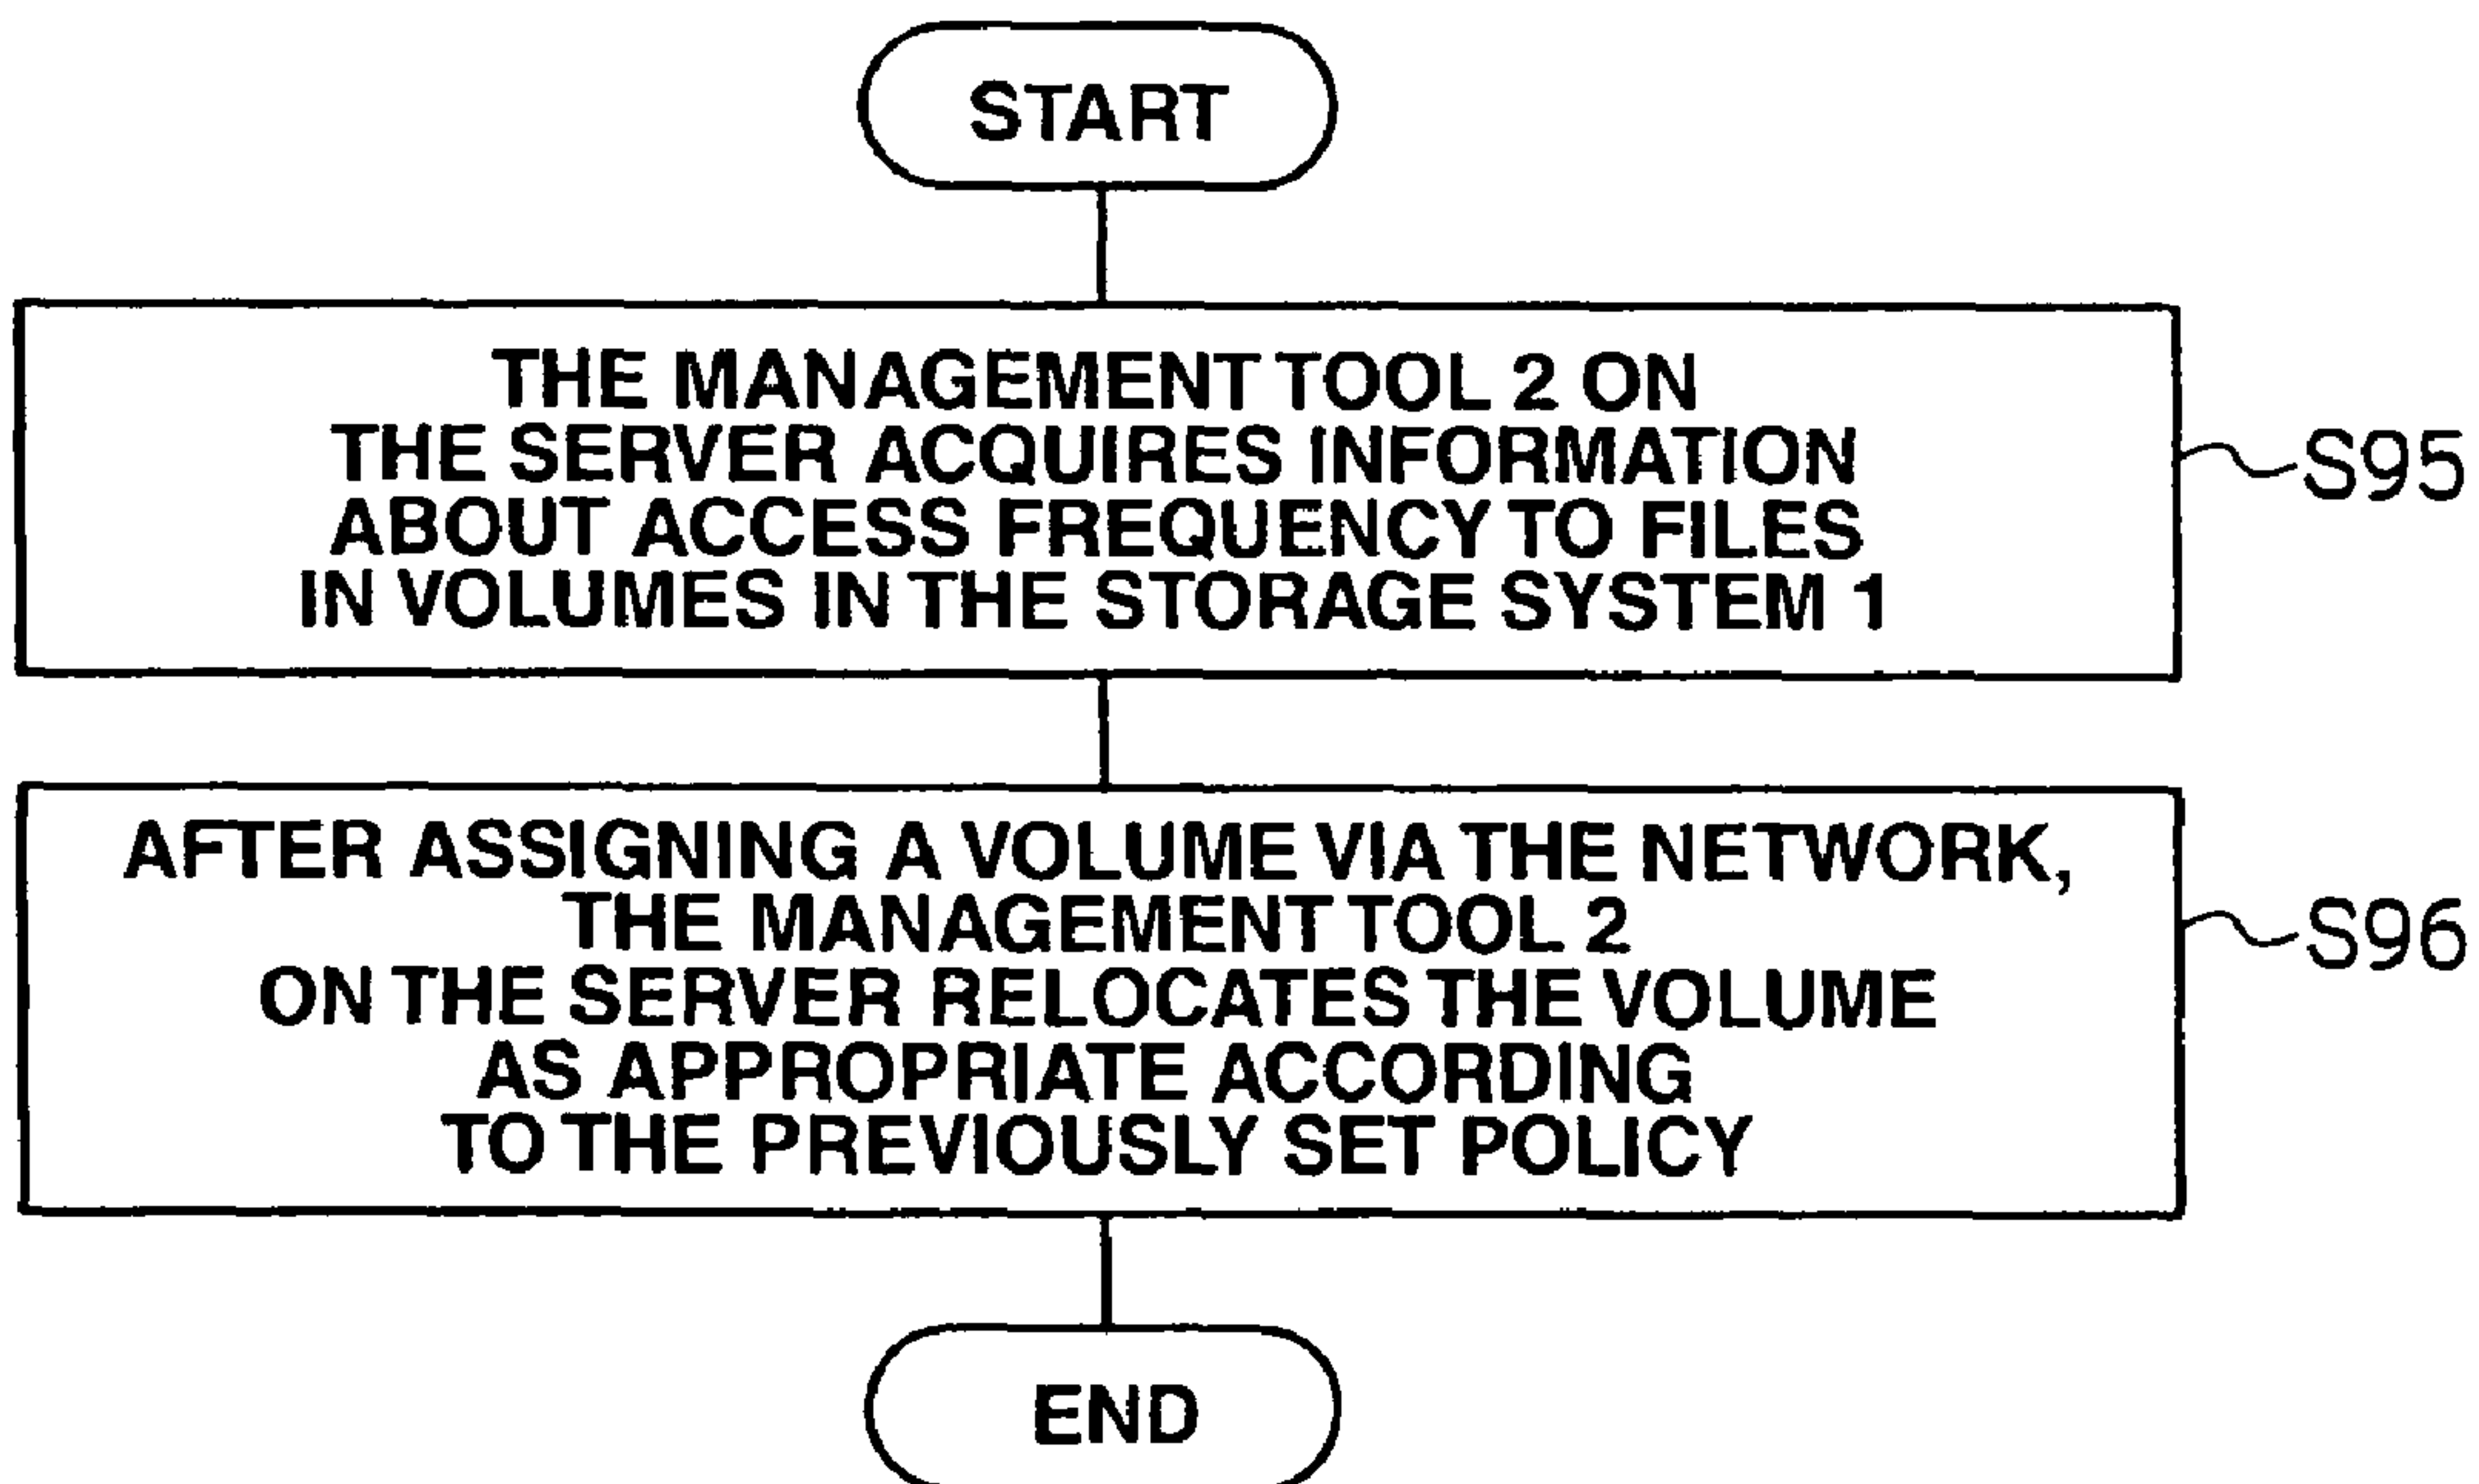 START
THE MANAGEMENT TOOL 2 ON
THE SERVER ACQUIRES INFORMATION
ABOUT ACCESS FREQUENCY TO FILES
IN VOLUMES IN THE STORAGE SYSTEM 1
S95
AFTER ASSIGNING A VOLUME VIA THE NETWORK,
THE MANAGEMENT TOOL 2
ON THE SERVER RELOCATES THE VOLUME
AS APPROPRIATE ACCORDING
TO THE PREVIOUSLY SET POLICY
S96
END